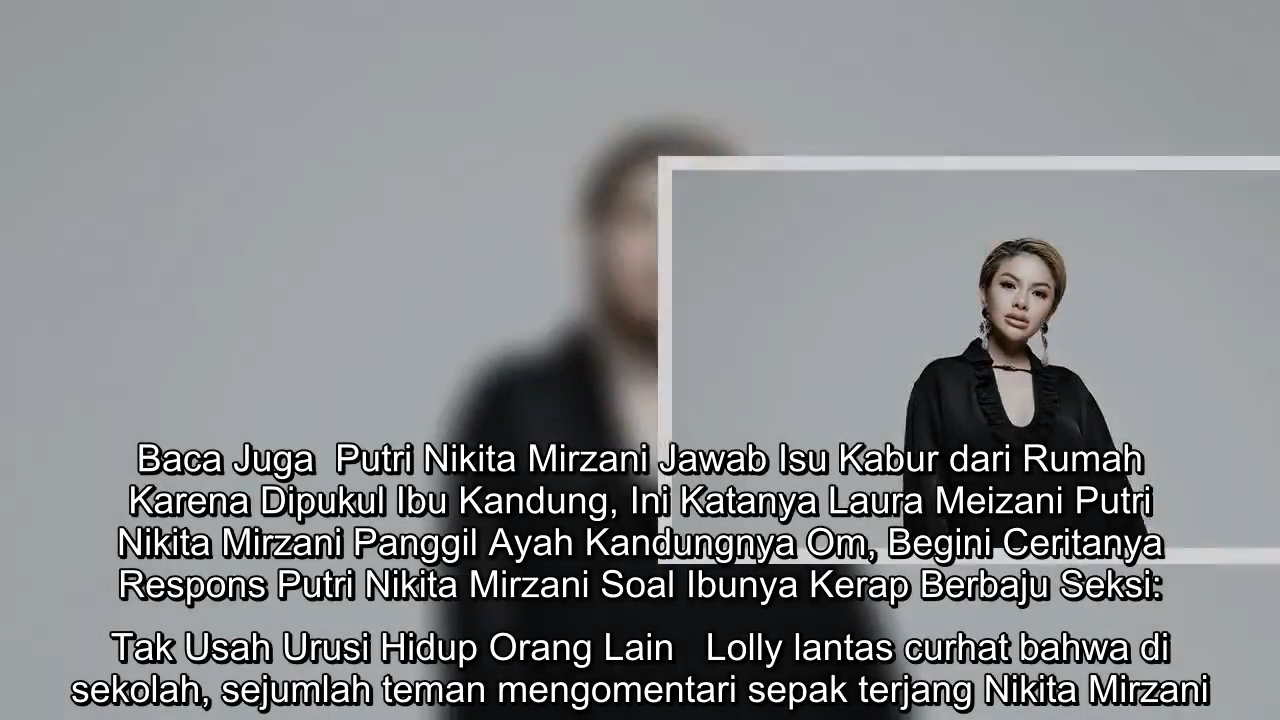 Baca Juga  Putri Nikita Mirzani Jawab Isu Kabur dari Rumah
Karena Dipukul Ibu Kandung, Ini Katanya Laura Meizani Putri
Nikita Mirzani Panggil Ayah Kandungnya Om, Begini Ceritanya
Respons Putri Nikita Mirzani Soal Ibunya Kerap Berbaju Seksi:
Tak Usah Urusi Hidup Orang Lain   Lolly lantas curhat bahwa di
sekolah, sejumlah teman mengomentari sepak terjang Nikita Mirzani